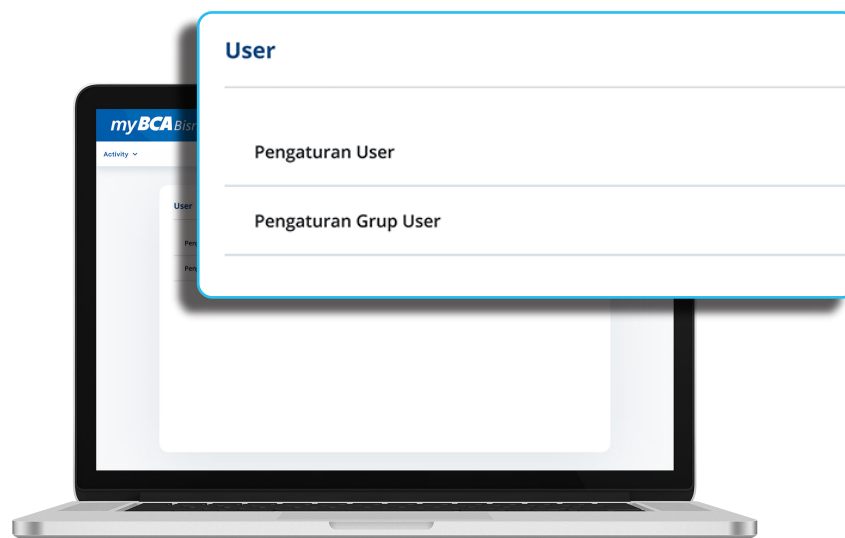 User
Pengaturan User
Pengaturan Grup User
myBCA
Activity
User